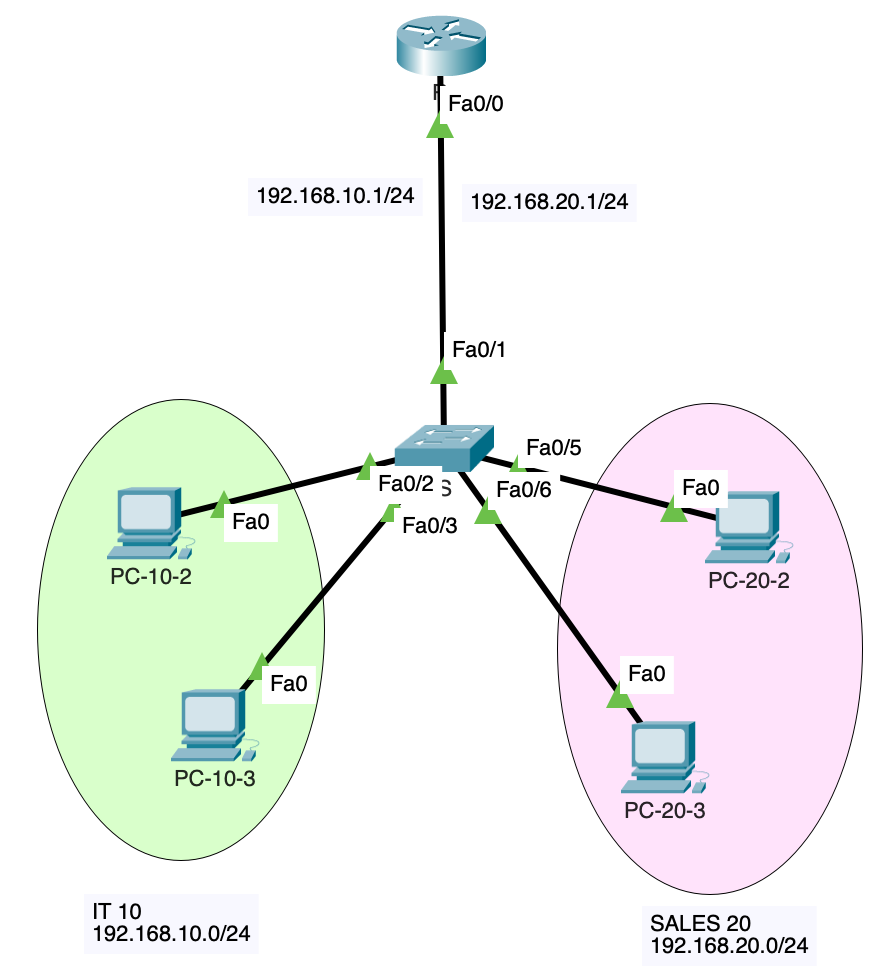 Fa0/0
192.168.10.1/24
192.168.20.1/24
Fa0/1
Fa0/5
Fa0/2
S
Fa0/6
Fa0
Fa0/3
Fa0
PC-10-2
PC-20-2
Fa0
Fa0
PC-10-3
PC-20-3
IT 10
192.168.10.0/24
SALES 20
192.168.20.0/24